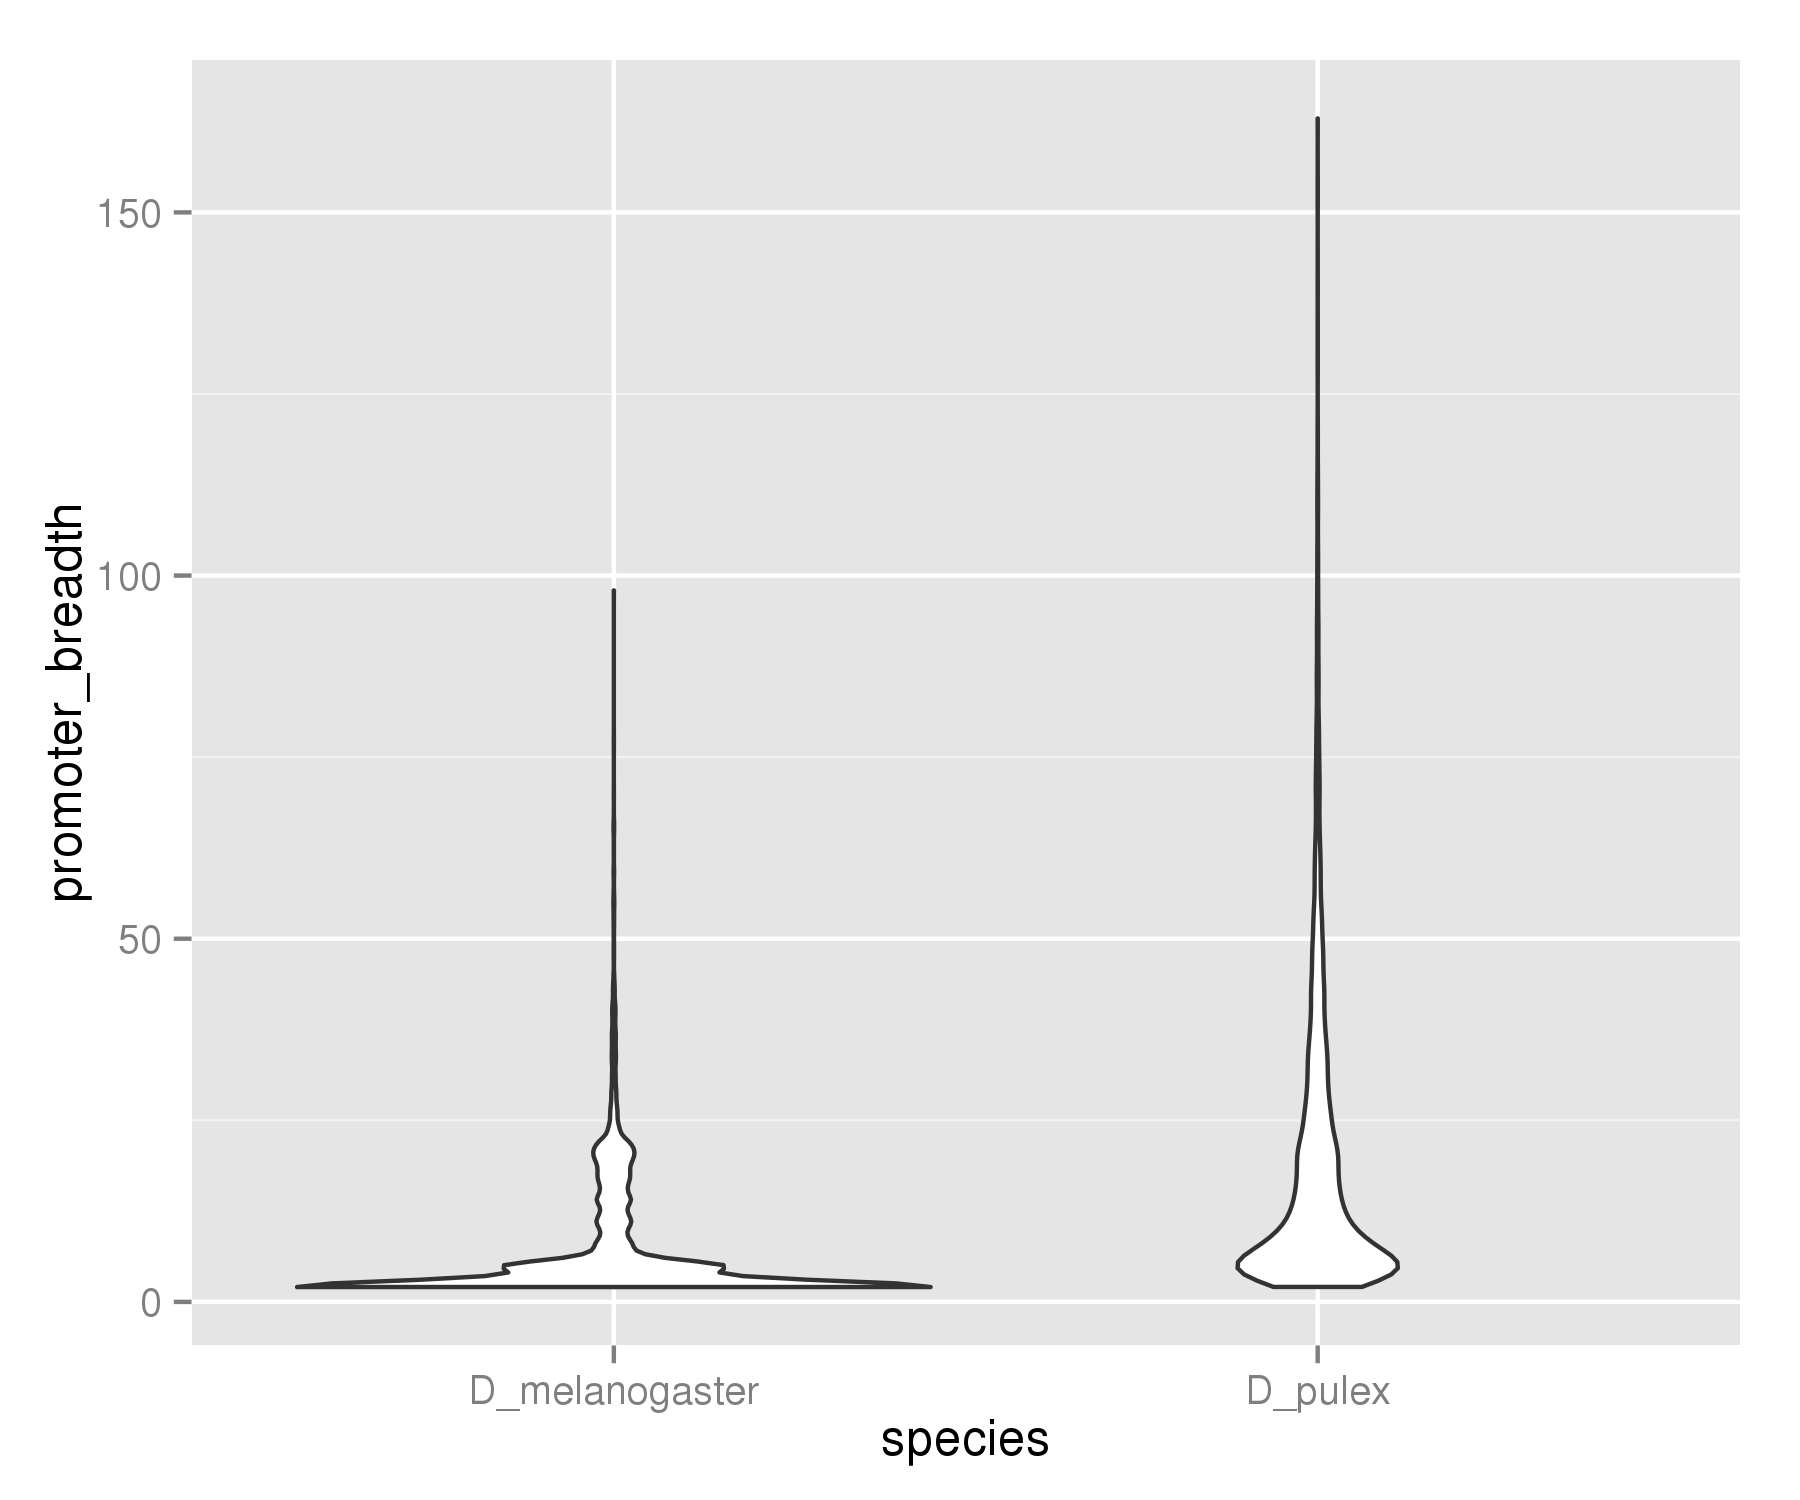 promoter_breadth
150
100
50
0
D_melanogaster
D_pulex
species